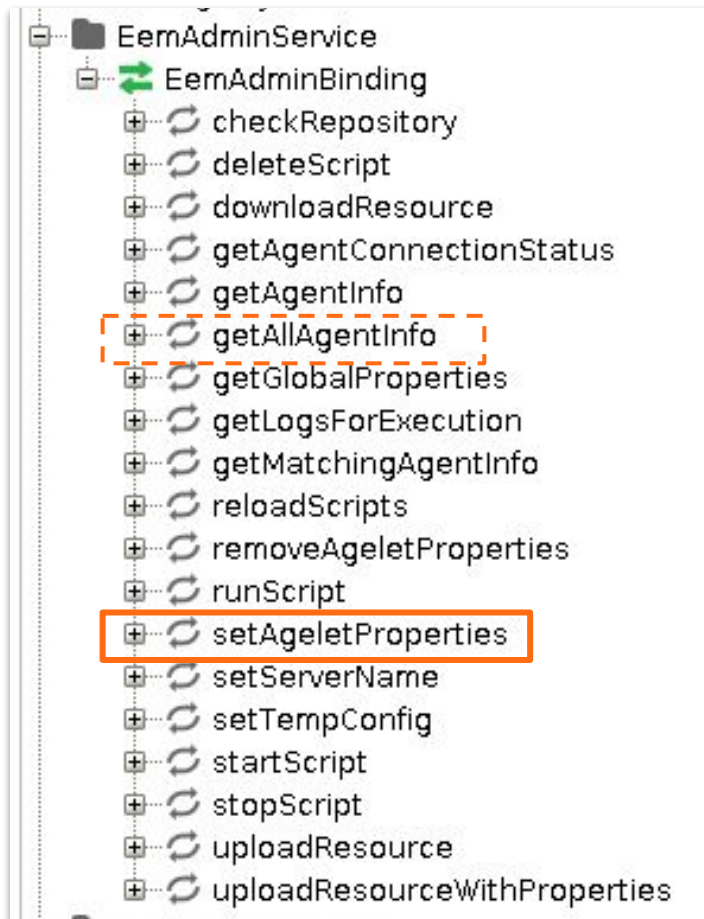 EemAdminService
EemAdminBinding
checkRepository
deleteScript
downloadResource
getAgentConnectionStatus
getAgentInfo
getAllAgentInfo
getGlobalProperties
getLogsForExecution
getMatchingAgentInfo
reloadScripts
removeAgeletProperties
runScript
setAgeletProperties
setServerName
setTempConfig
startScript
stopScript
uploadResource
uploadResourceWithProperties